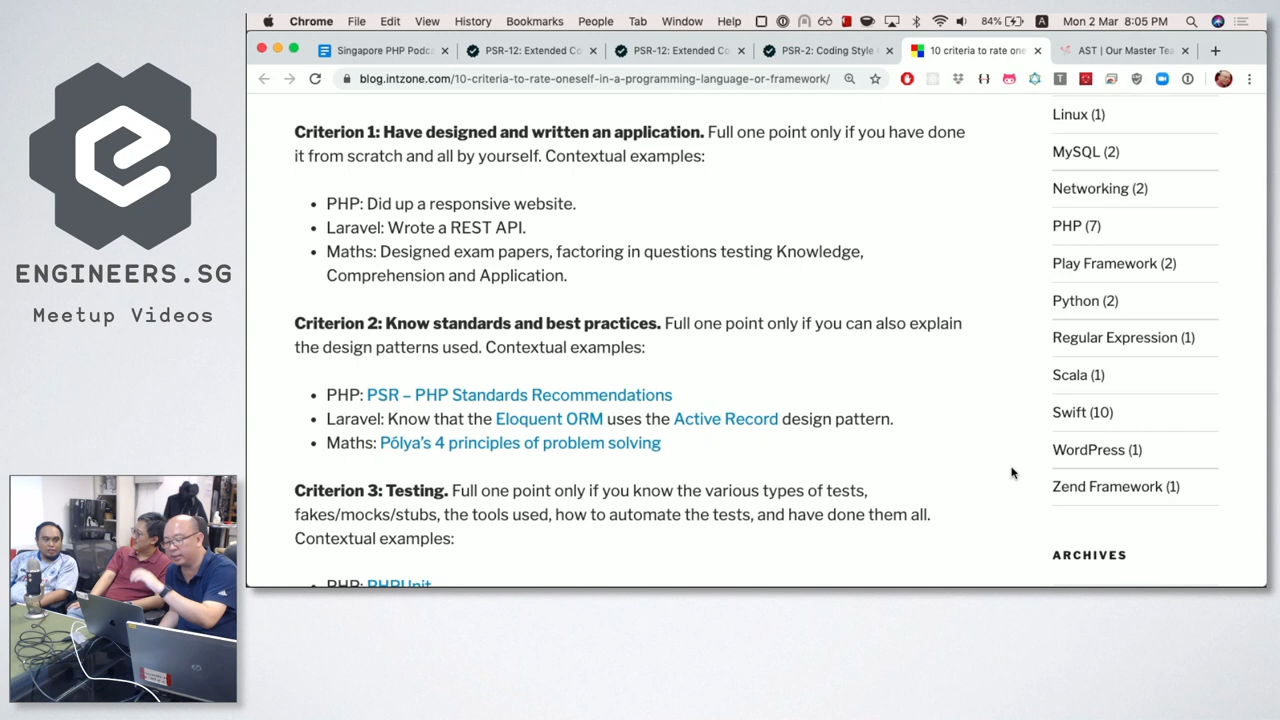 Chrome File Edit View History Bookmarks People Tab Window Help 84% A Mon 2 Mar 8:05 PM
Singapore PHP Podc PSR-12: Extended Co PSR-12: Extended Co PSR-2: Coding Style 10 criteria to rate one AST | Our Master Tea
blog.intzone.com/10-criteria-to-rate-oneself-in-a-programming-language-or-framework/
ENGINEERS.SG
Meetup Videos
Criterion 1: Have designed and written an application. Full one point only if you have done
it from scratch and all by yourself. Contextual examples:
• PHP: Did up a responsive website.
• Laravel: Wrote a REST API.
• Maths: Designed exam papers, factoring in questions testing Knowledge,
Comprehension and Application.
Criterion 2: Know standards and best practices. Full one point only if you can also explain
the design patterns used. Contextual examples:
• PHP: PSR – PHP Standards Recommendations
• Laravel: Know that the Eloquent ORM uses the Active Record design pattern.
• Maths: Pólya’s 4 principles of problem solving
Criterion 3: Testing. Full one point only if you know the various types of tests,
fakes/mocks/stubs, the tools used, how to automate the tests, and have done them all.
Contextual examples:
• PHP: PHPUnit
Linux (1)
MySQL (2)
Networking (2)
PHP (7)
Play Framework (2)
Python (2)
Regular Expression (1)
Scala (1)
Swift (10)
WordPress (1)
Zend Framework (1)
ARCHIVES